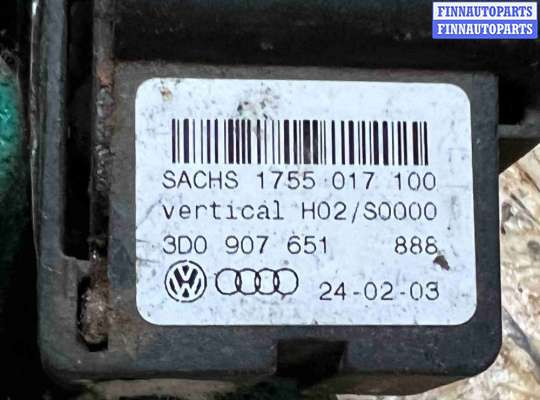 FINNAUTOPARTS
FINNAUTOPARTS
SACHS 1755 017 100
vertical H02/S0000
3D0 907 651 888
24-02-03